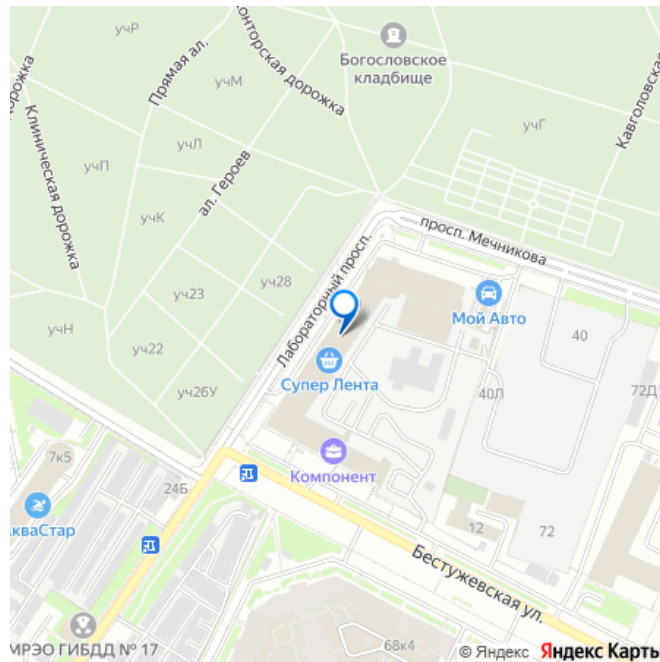 учР
Конторская дорожка
Богословское
кладбище
Прямая ал.
учМ
дорожка
Клиническая дорожка
Кавголовская
учГ
учЛ
учП
ал. Героев
учК
просп. Мечникова
Лабораторный просп.
уч28
уч23
Мой Авто
учН
40
уч22
Супер Лента
уч26У
40Л
72Д
7к5
Компонент
24Б
АкваСтар
12
72
Бестужевская ул.
МРЭО ГИБДД № 17
68к4
© Яндекс Яндекс Карты